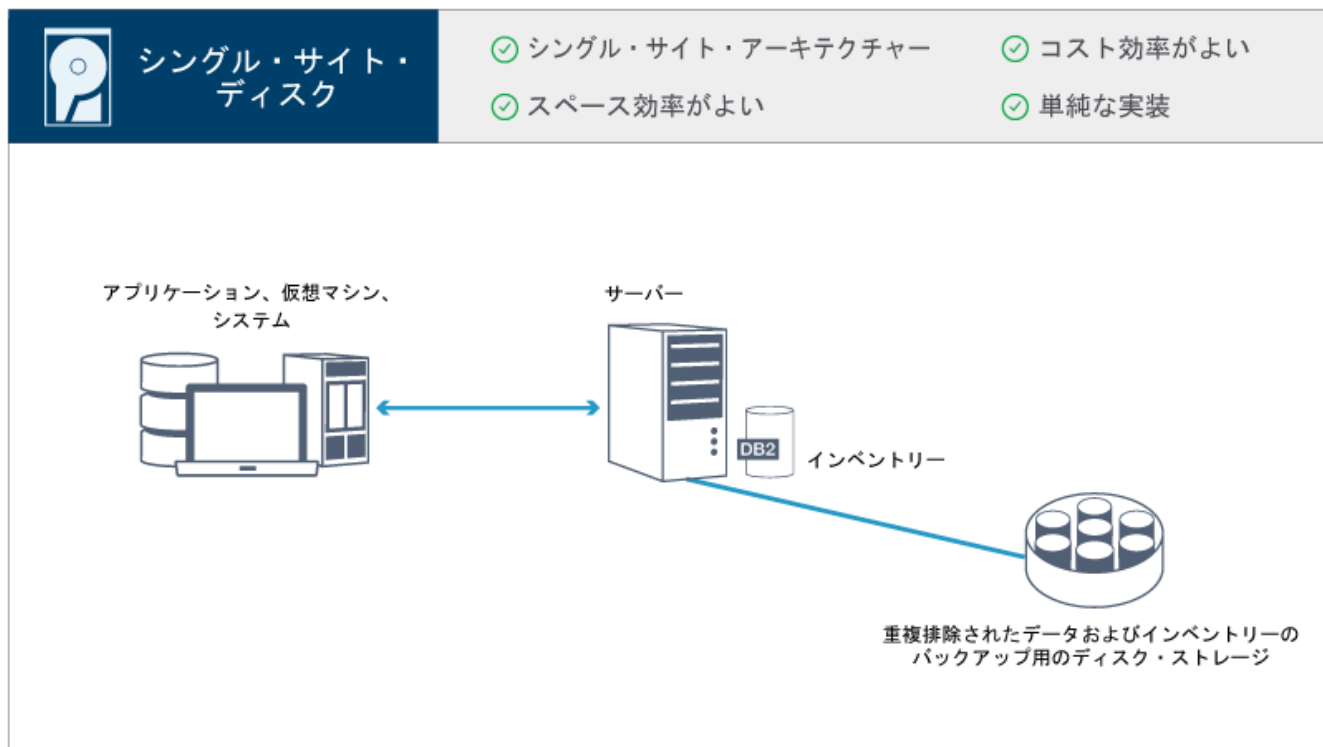 シングル・サイト・
ディスク
シングル・サイト・アーキテクチャー
コスト効率がよい
スペース効率がよい
単純な実装
アプリケーション、仮想マシン、
システム
サーバー
DB2
インベントリー
重複排除されたデータおよびインベントリーの
バックアップ用のディスク・ストレージ